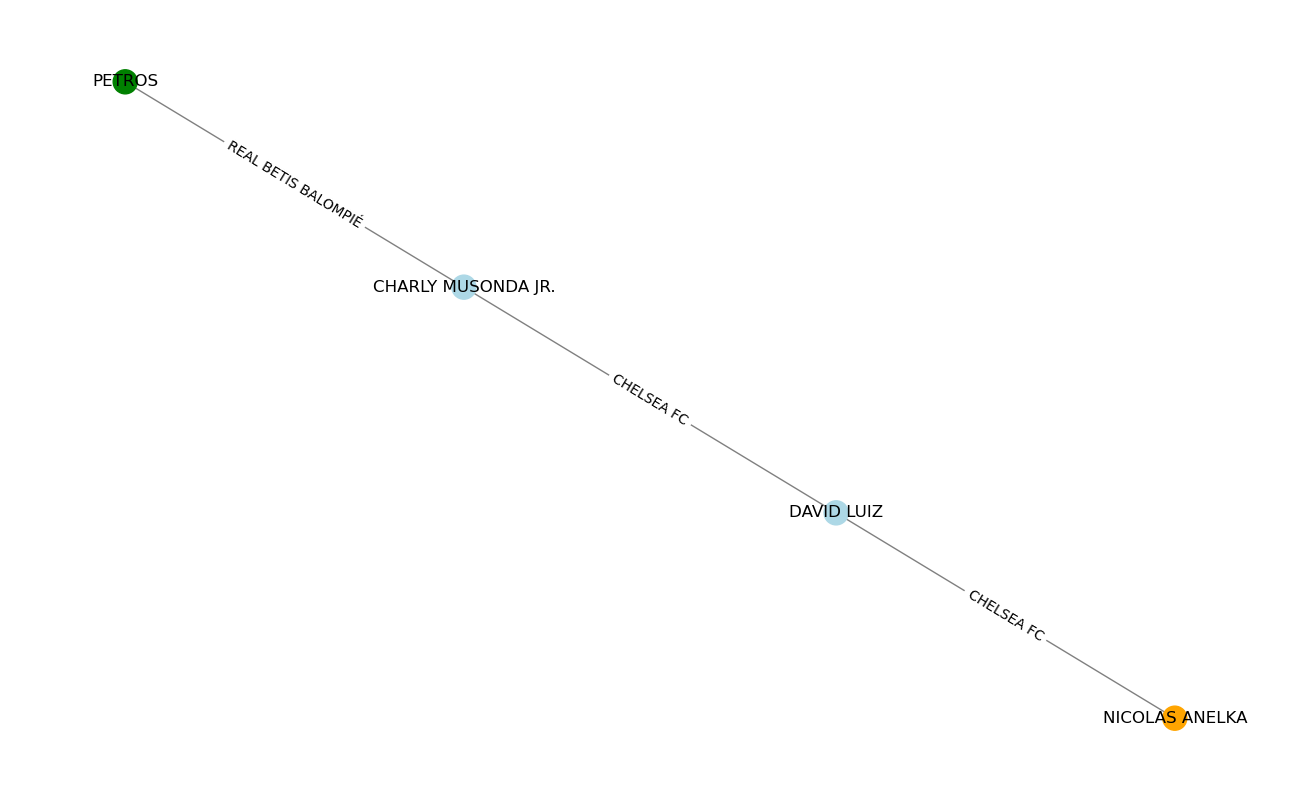 PETROS
REAL BETIS BALOMPIÉ
CHARLY MUSONDA JR.
CHELSEA FC
DAVID LUIZ
CHELSEA FC
NICOLAS ANELKA